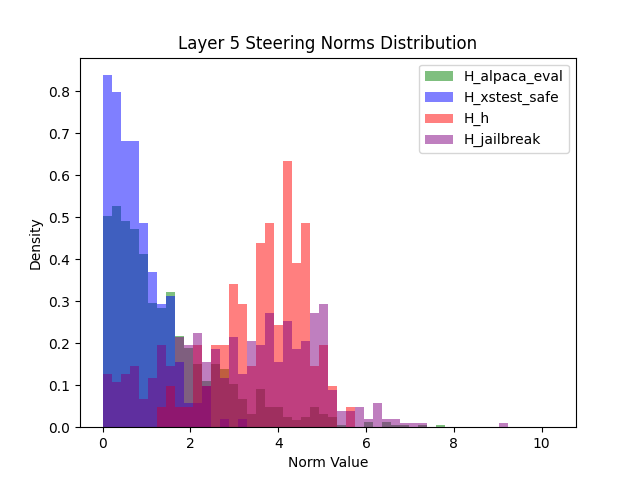 Layer 5 Steering Norms Distribution
H_alpaca_eval
H_xstest_safe
H_h
H_jailbreak
Density
0.8
0.7
0.6
0.5
0.4
0.3
0.2
0.1
0.0
0 2 4 6 8 10
Norm Value